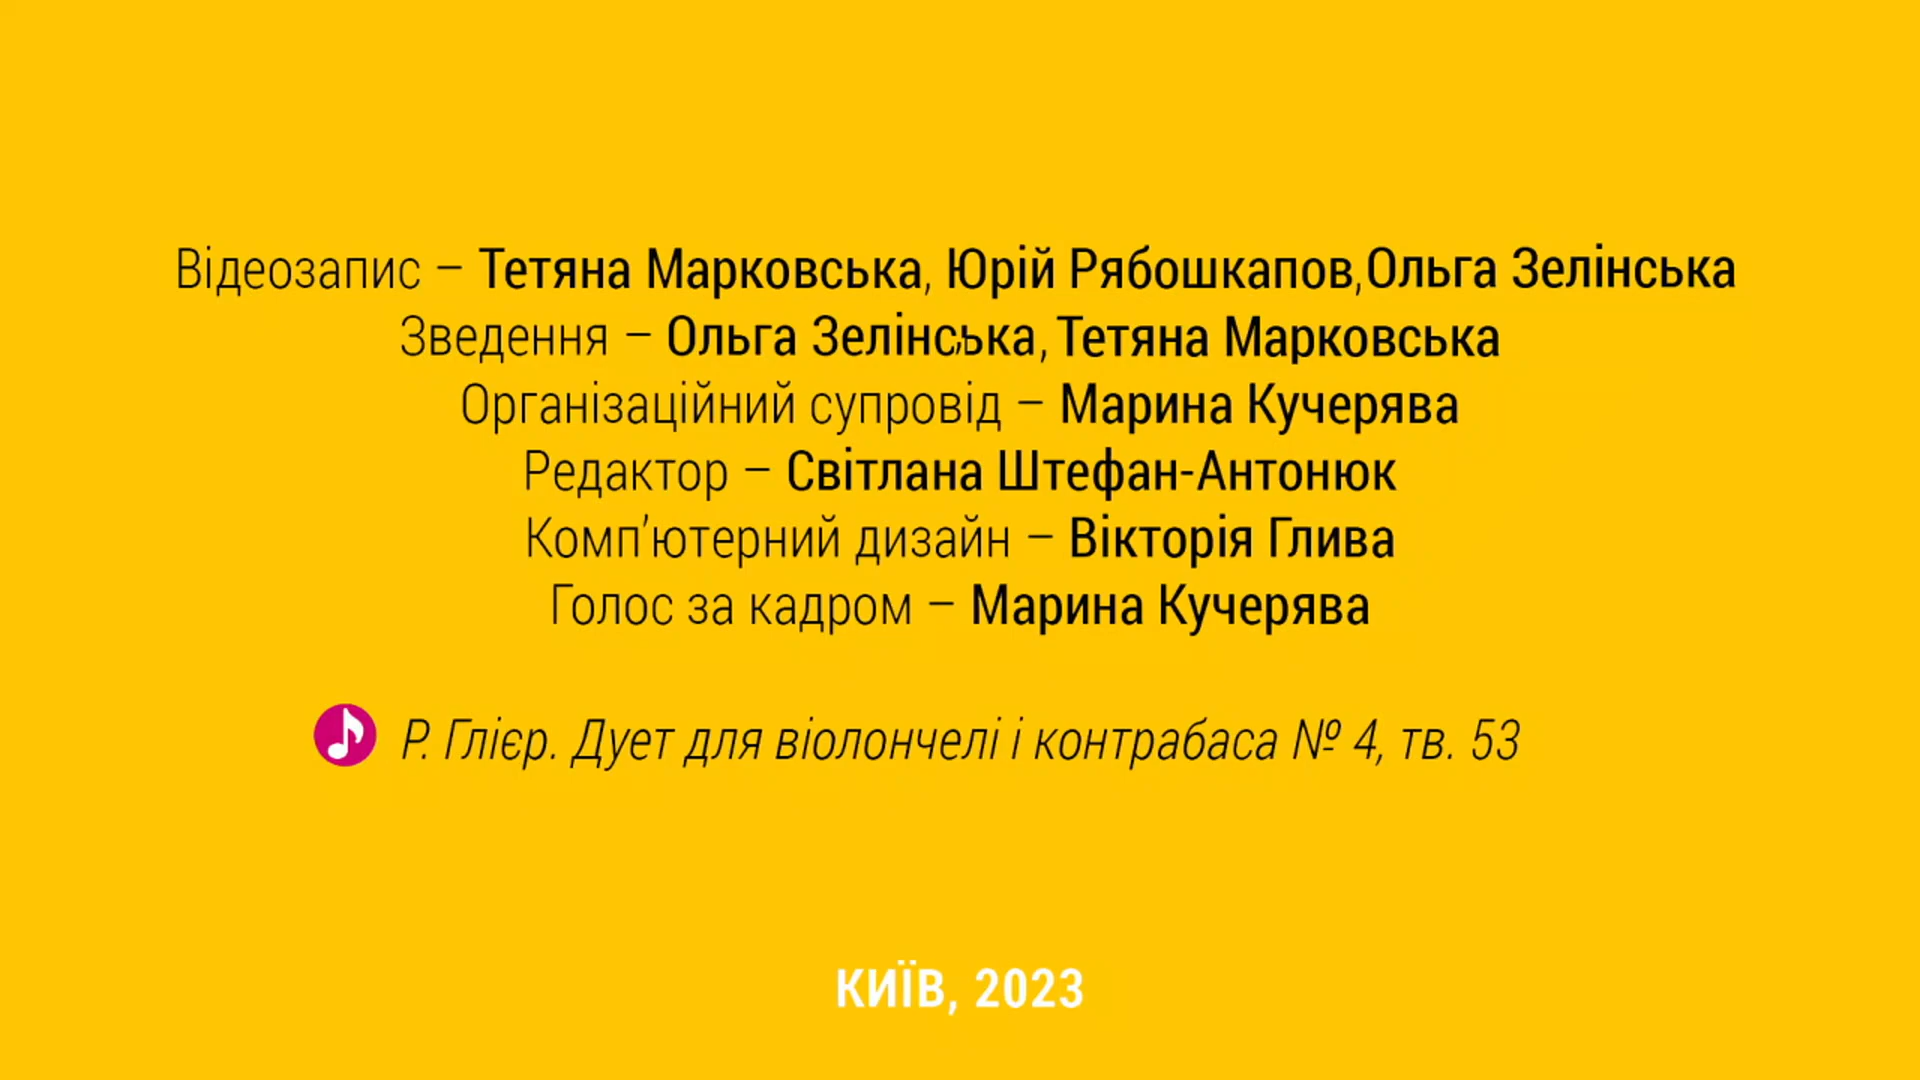 Відеозапис – Тетяна Марковська, Юрій Рябошкапов,Ольга Зелінська
Зведення – Ольга Зелінська, Тетяна Марковська
Організаційний супровід – Марина Кучерява
Редактор – Світлана Штефан-Антонюк
Комп’ютерний дизайн – Вікторія Глива
Голос за кадром – Марина Кучерява
Р. Глієр. Дует для віолончелі і контрабаса № 4, тв. 53
КИЇВ, 2023